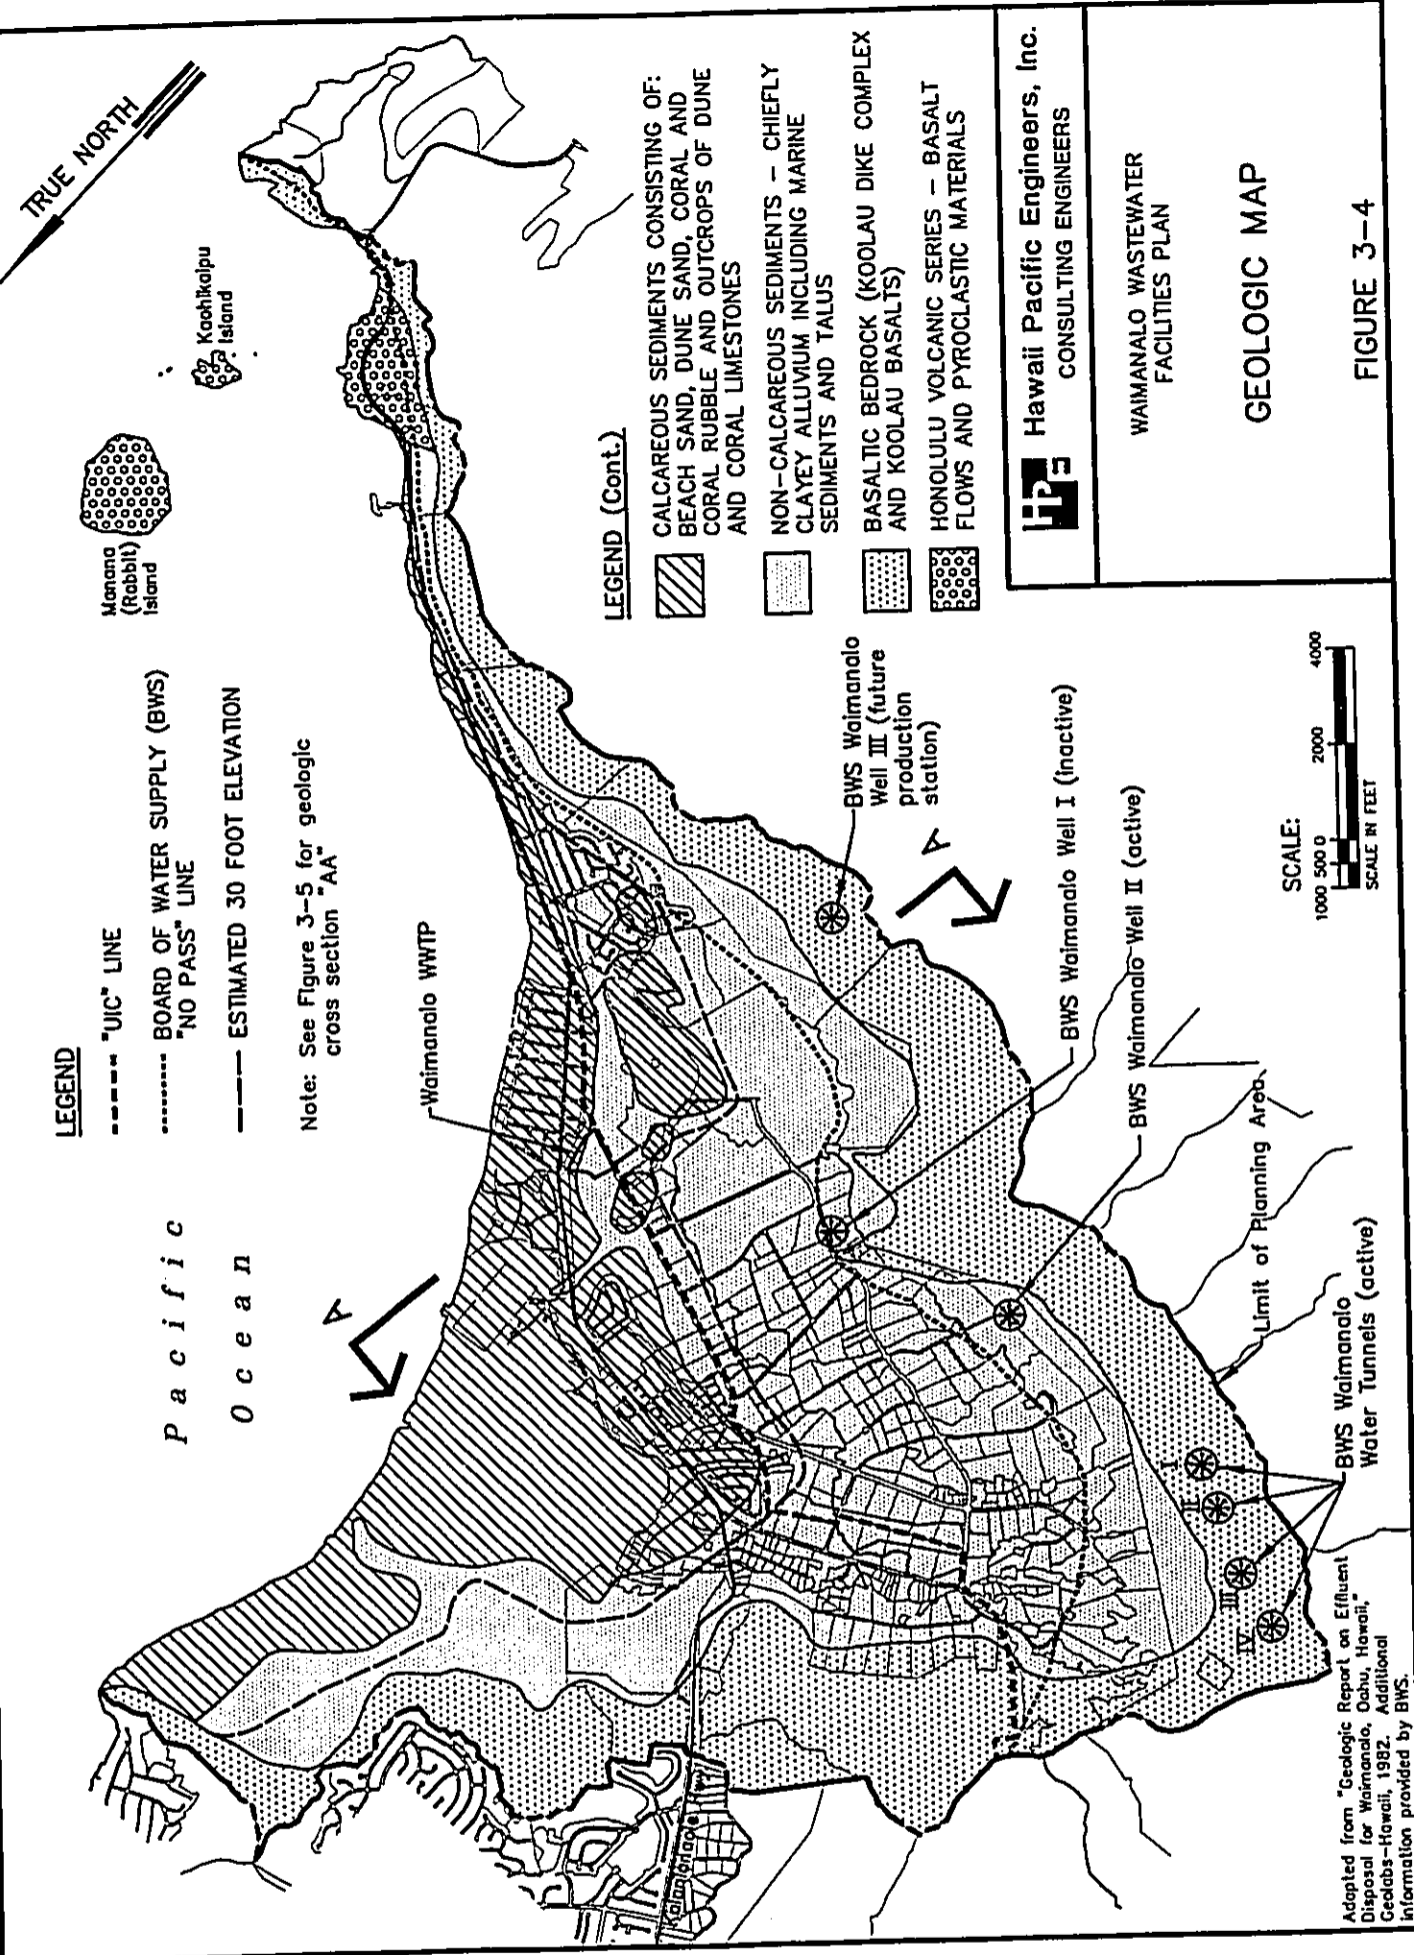 TRUE NORTH
Kaohikaipu
Island
Manana
(Rabbit)
Island
LEGEND
"UIC" LINE
BOARD OF WATER SUPPLY (BWS)
"NO PASS" LINE
ESTIMATED 30 FOOT ELEVATION
Note: See Figure 3-5 for geologic
cross section "AA"
Pacific
Ocean
Waimanalo WWTP
A
A
LEGEND (Cont.)
CALCAREOUS SEDIMENTS CONSISTING OF:
BEACH SAND, DUNE SAND, CORAL AND
CORAL RUBBLE AND OUTCROPS OF DUNE
AND CORAL LIMESTONES
NON-CALCAREOUS SEDIMENTS - CHIEFLY
CLAYEY ALLUVIUM INCLUDING MARINE
SEDIMENTS AND TALUS
BASALTIC BEDROCK (KOOLAU DIKE COMPLEX
AND KOOLAU BASALTS)
HONOLULU VOLCANIC SERIES - BASALT
FLOWS AND PYROCLASTIC MATERIALS
BWS Waimanalo
Well III (future
production
station)
BWS Waimanalo Well I (inactive)
BWS Waimanalo Well II (active)
Limit of Planning Area
BWS Waimanalo
Water Tunnels (active)
I
II
III
IV
Kalanianaole Hwy
SCALE:
1000 500 0 2000 4000
SCALE IN FEET
Adapted from "Geologic Report on Effluent
Disposal for Waimanalo, Oahu, Hawaii,"
Geolabs-Hawaii, 1982. Additional
information provided by BWS.
Hawaii Pacific Engineers, Inc.
CONSULTING ENGINEERS
WAIMANALO WASTEWATER
FACILITIES PLAN
GEOLOGIC MAP
FIGURE 3-4